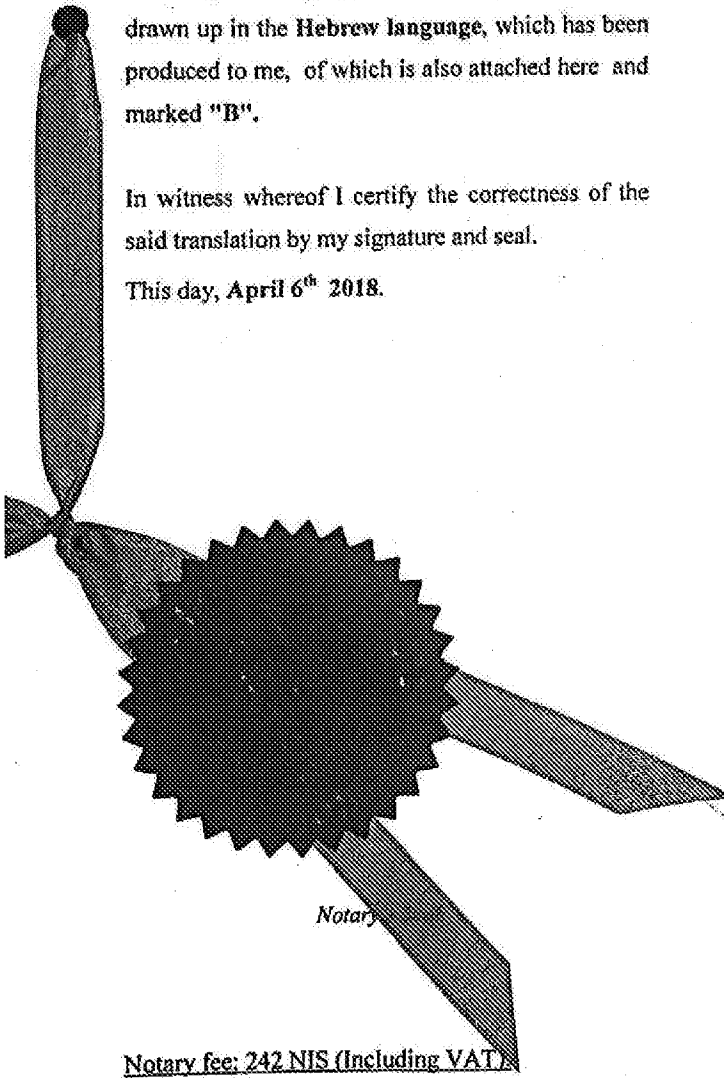 drawn up in the Hebrew language, which has been
produced to me, of which is also attached here and
marked "B".
In witness whereof I certify the correctness of the
said translation by my signature and seal.
This day, April 6th 2018.
Notary
Notary fee: 242 NIS (Including VAT)